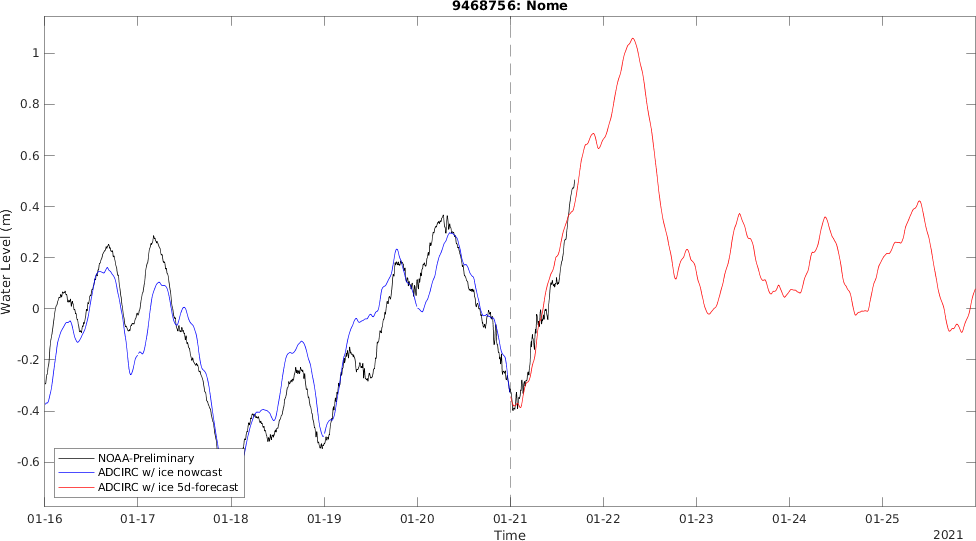 9468756: Nome
Water Level (m)
1
0.8
0.6
0.4
0.2
0
-0.2
-0.4
-0.6
NOAA-Preliminary
ADCIRC w/ ice nowcast
ADCIRC w/ ice 5d-forecast
01-16 01-17 01-18 01-19 01-20 01-21 01-22 01-23 01-24 01-25
Time
2021